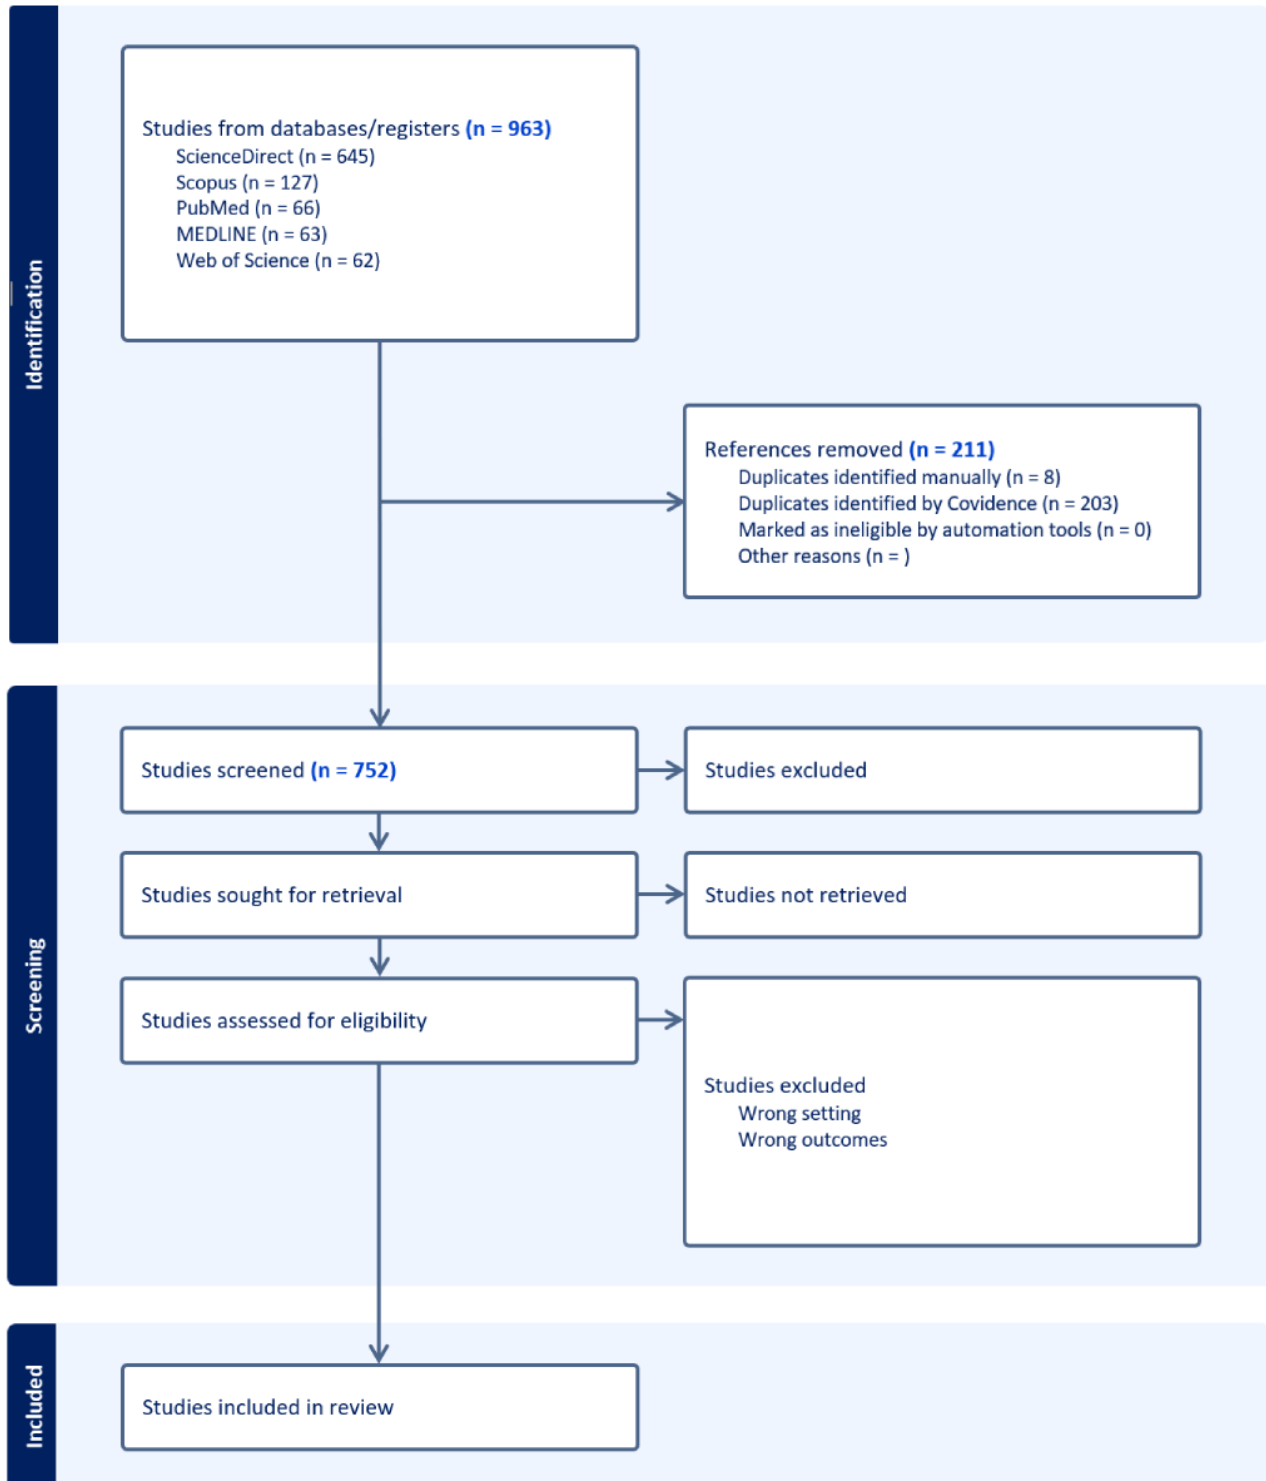 Identification
Studies from databases/registers (n = 963)
ScienceDirect (n = 645)
Scopus (n = 127)
PubMed (n = 66)
MEDLINE (n = 63)
Web of Science (n = 62)
References removed (n = 211)
Duplicates identified manually (n = 8)
Duplicates identified by Covidence (n = 203)
Marked as ineligible by automation tools (n = 0)
Other reasons (n = )
Screening
Studies screened (n = 752)
Studies excluded
Studies sought for retrieval
Studies not retrieved
Studies assessed for eligibility
Studies excluded
Wrong setting
Wrong outcomes
Included
Studies included in review